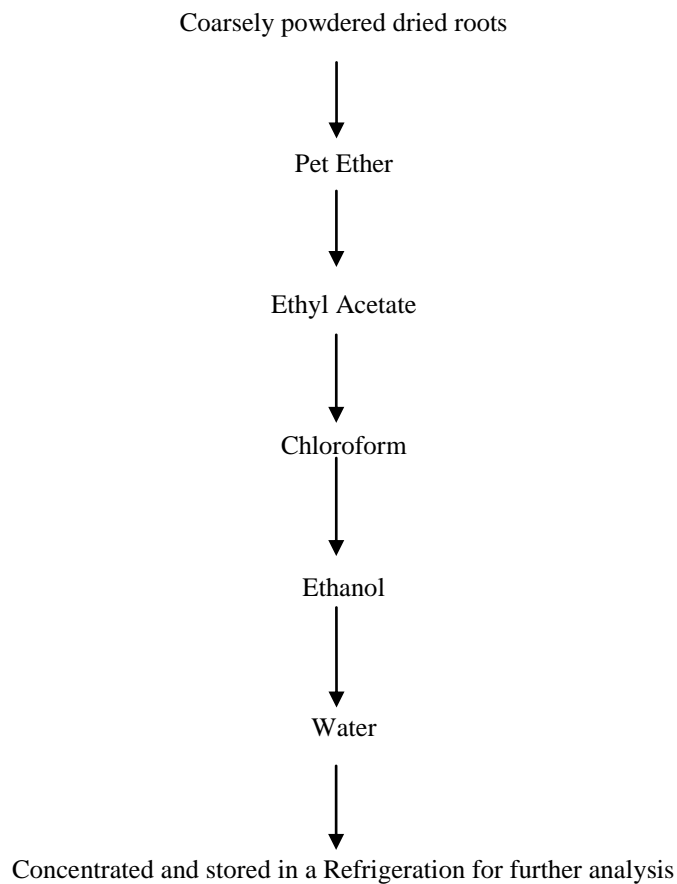 Coarsely powdered dried roots
Pet Ether
Ethyl Acetate
Chloroform
Ethanol
Water
Concentrated and stored in a Refrigeration for further analysis